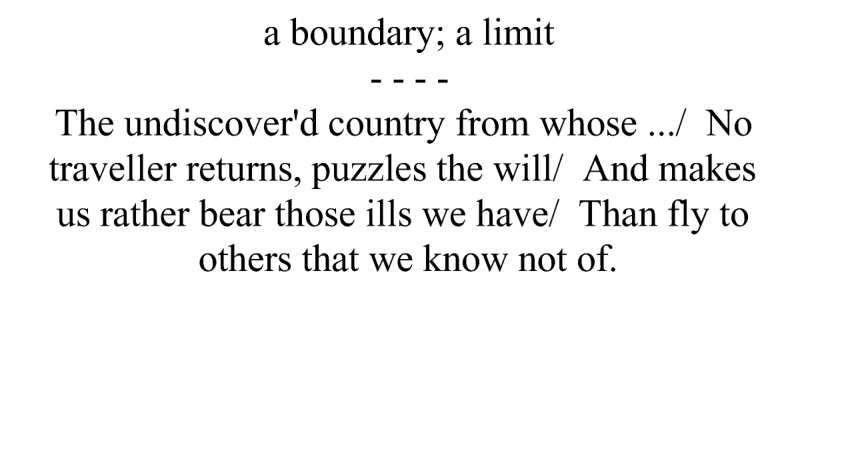 a boundary; a limit
- - - -
The undiscover'd country from whose .../  No
traveller returns, puzzles the will/  And makes
us rather bear those ills we have/  Than fly to
others that we know not of.